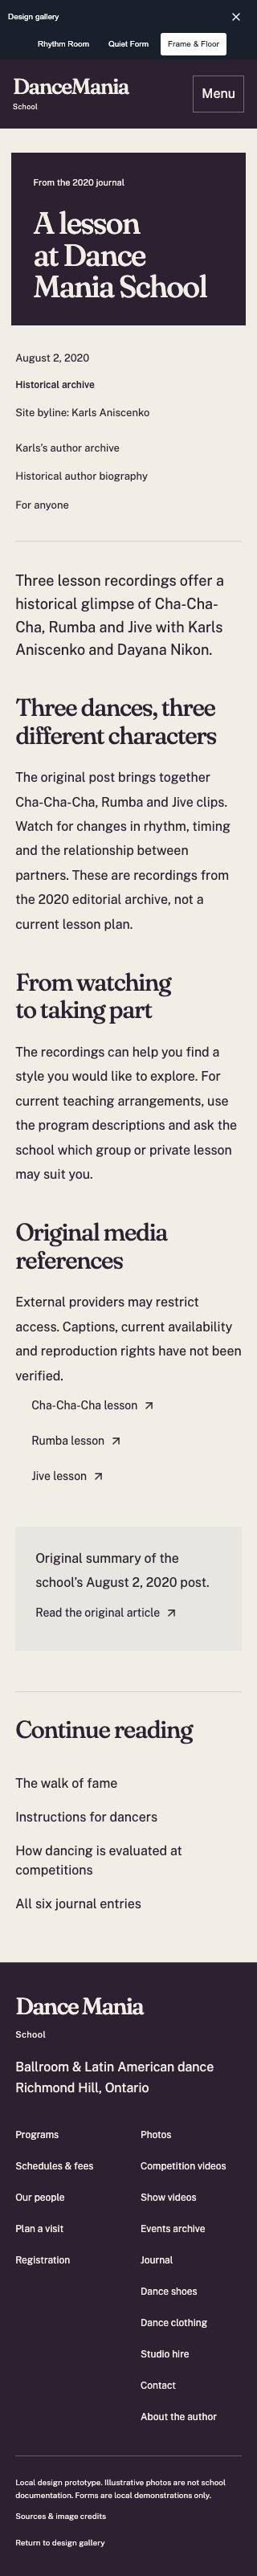 Design gallery
Rhythm Room
Quiet Form
Frame & Floor
DanceMania
School
Menu
From the 2020 journal
A lesson
at Dance
Mania School
August 2, 2020
Historical archive
Site byline: Karls Aniscenko
Karls’s author archive
Historical author biography
For anyone
Three lesson recordings offer a
historical glimpse of Cha-Cha-
Cha, Rumba and Jive with Karls
Aniscenko and Dayana Nikon.
Three dances, three
different characters
The original post brings together
Cha-Cha-Cha, Rumba and Jive clips.
Watch for changes in rhythm, timing
and the relationship between
partners. These are recordings from
the 2020 editorial archive, not a
current lesson plan.
From watching
to taking part
The recordings can help you find a
style you would like to explore. For
current teaching arrangements, use
the program descriptions and ask the
school which group or private lesson
may suit you.
Original media
references
External providers may restrict
access. Captions, current availability
and reproduction rights have not been
verified.
Cha-Cha-Cha lesson ↗
Rumba lesson ↗
Jive lesson ↗
Original summary of the
school’s August 2, 2020 post.
Read the original article ↗
Continue reading
The walk of fame
Instructions for dancers
How dancing is evaluated at
competitions
All six journal entries
Dance Mania
School
Ballroom & Latin American dance
Richmond Hill, Ontario
Programs
Schedules & fees
Our people
Plan a visit
Registration
Photos
Competition videos
Show videos
Events archive
Journal
Dance shoes
Dance clothing
Studio hire
Contact
About the author
Local design prototype. Illustrative photos are not school
documentation. Forms are local demonstrations only.
Sources & image credits
Return to design gallery